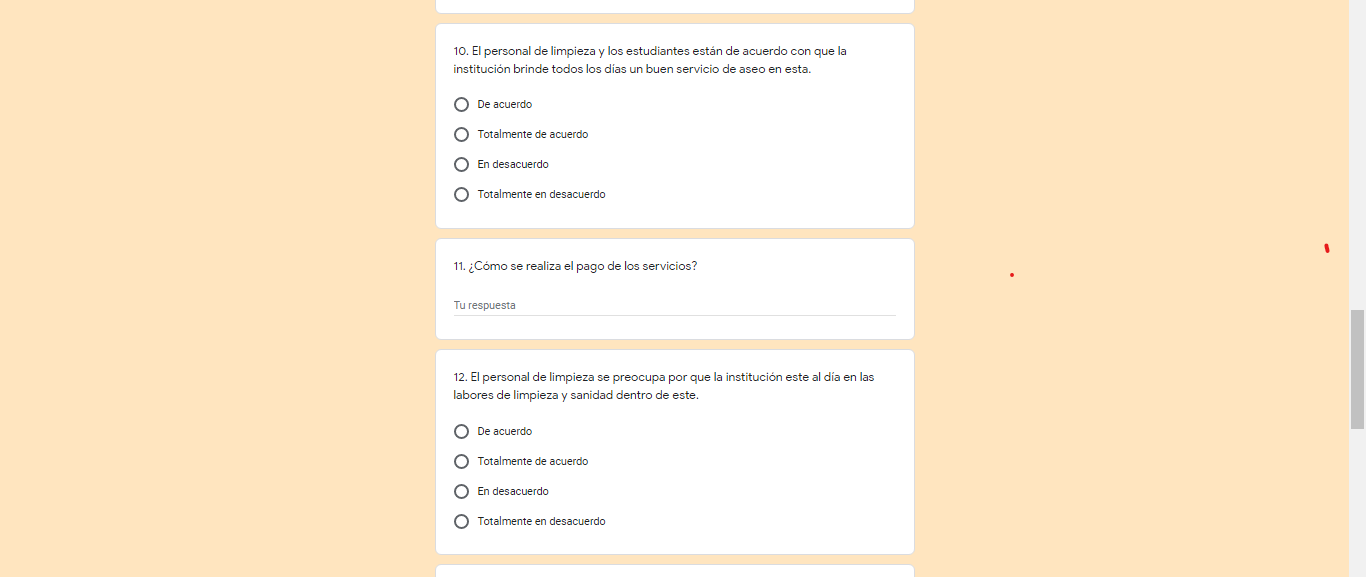 10. El personal de limpieza y los estudiantes están de acuerdo con que la
institución brinde todos los días un buen servicio de aseo en esta.
De acuerdo
Totalmente de acuerdo
En desacuerdo
Totalmente en desacuerdo
11. ¿Cómo se realiza el pago de los servicios?
Tu respuesta
12. El personal de limpieza se preocupa por que la institución este al día en las
labores de limpieza y sanidad dentro de este.
De acuerdo
Totalmente de acuerdo
En desacuerdo
Totalmente en desacuerdo